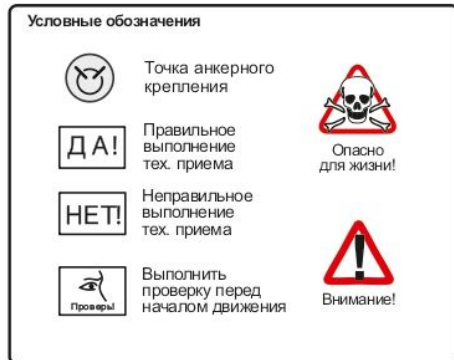 Условные обозначения
Точка анкерного
крепления
ДА!
Правильное
выполнение
тех. приема
НЕТ!
Неправильное
выполнение
тех. приема
Проверь!
Выполнить
проверку перед
началом движения
Опасно
для жизни!
Внимание!